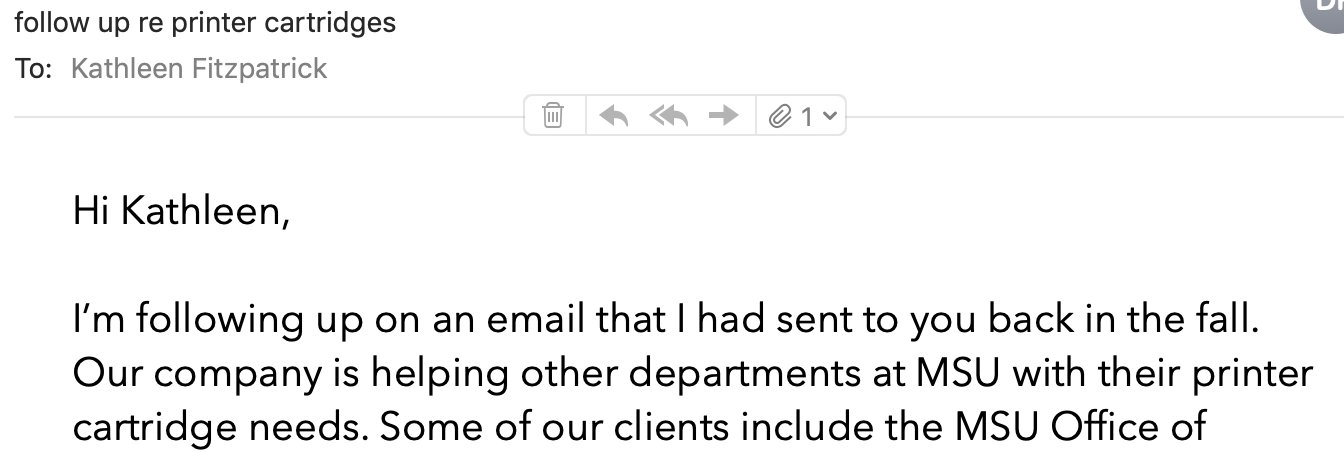 follow up re printer cartridges
To: Kathleen Fitzpatrick
1
Hi Kathleen,
I'm following up on an email that I had sent to you back in the fall.
Our company is helping other departments at MSU with their printer
cartridge needs. Some of our clients include the MSU Office of